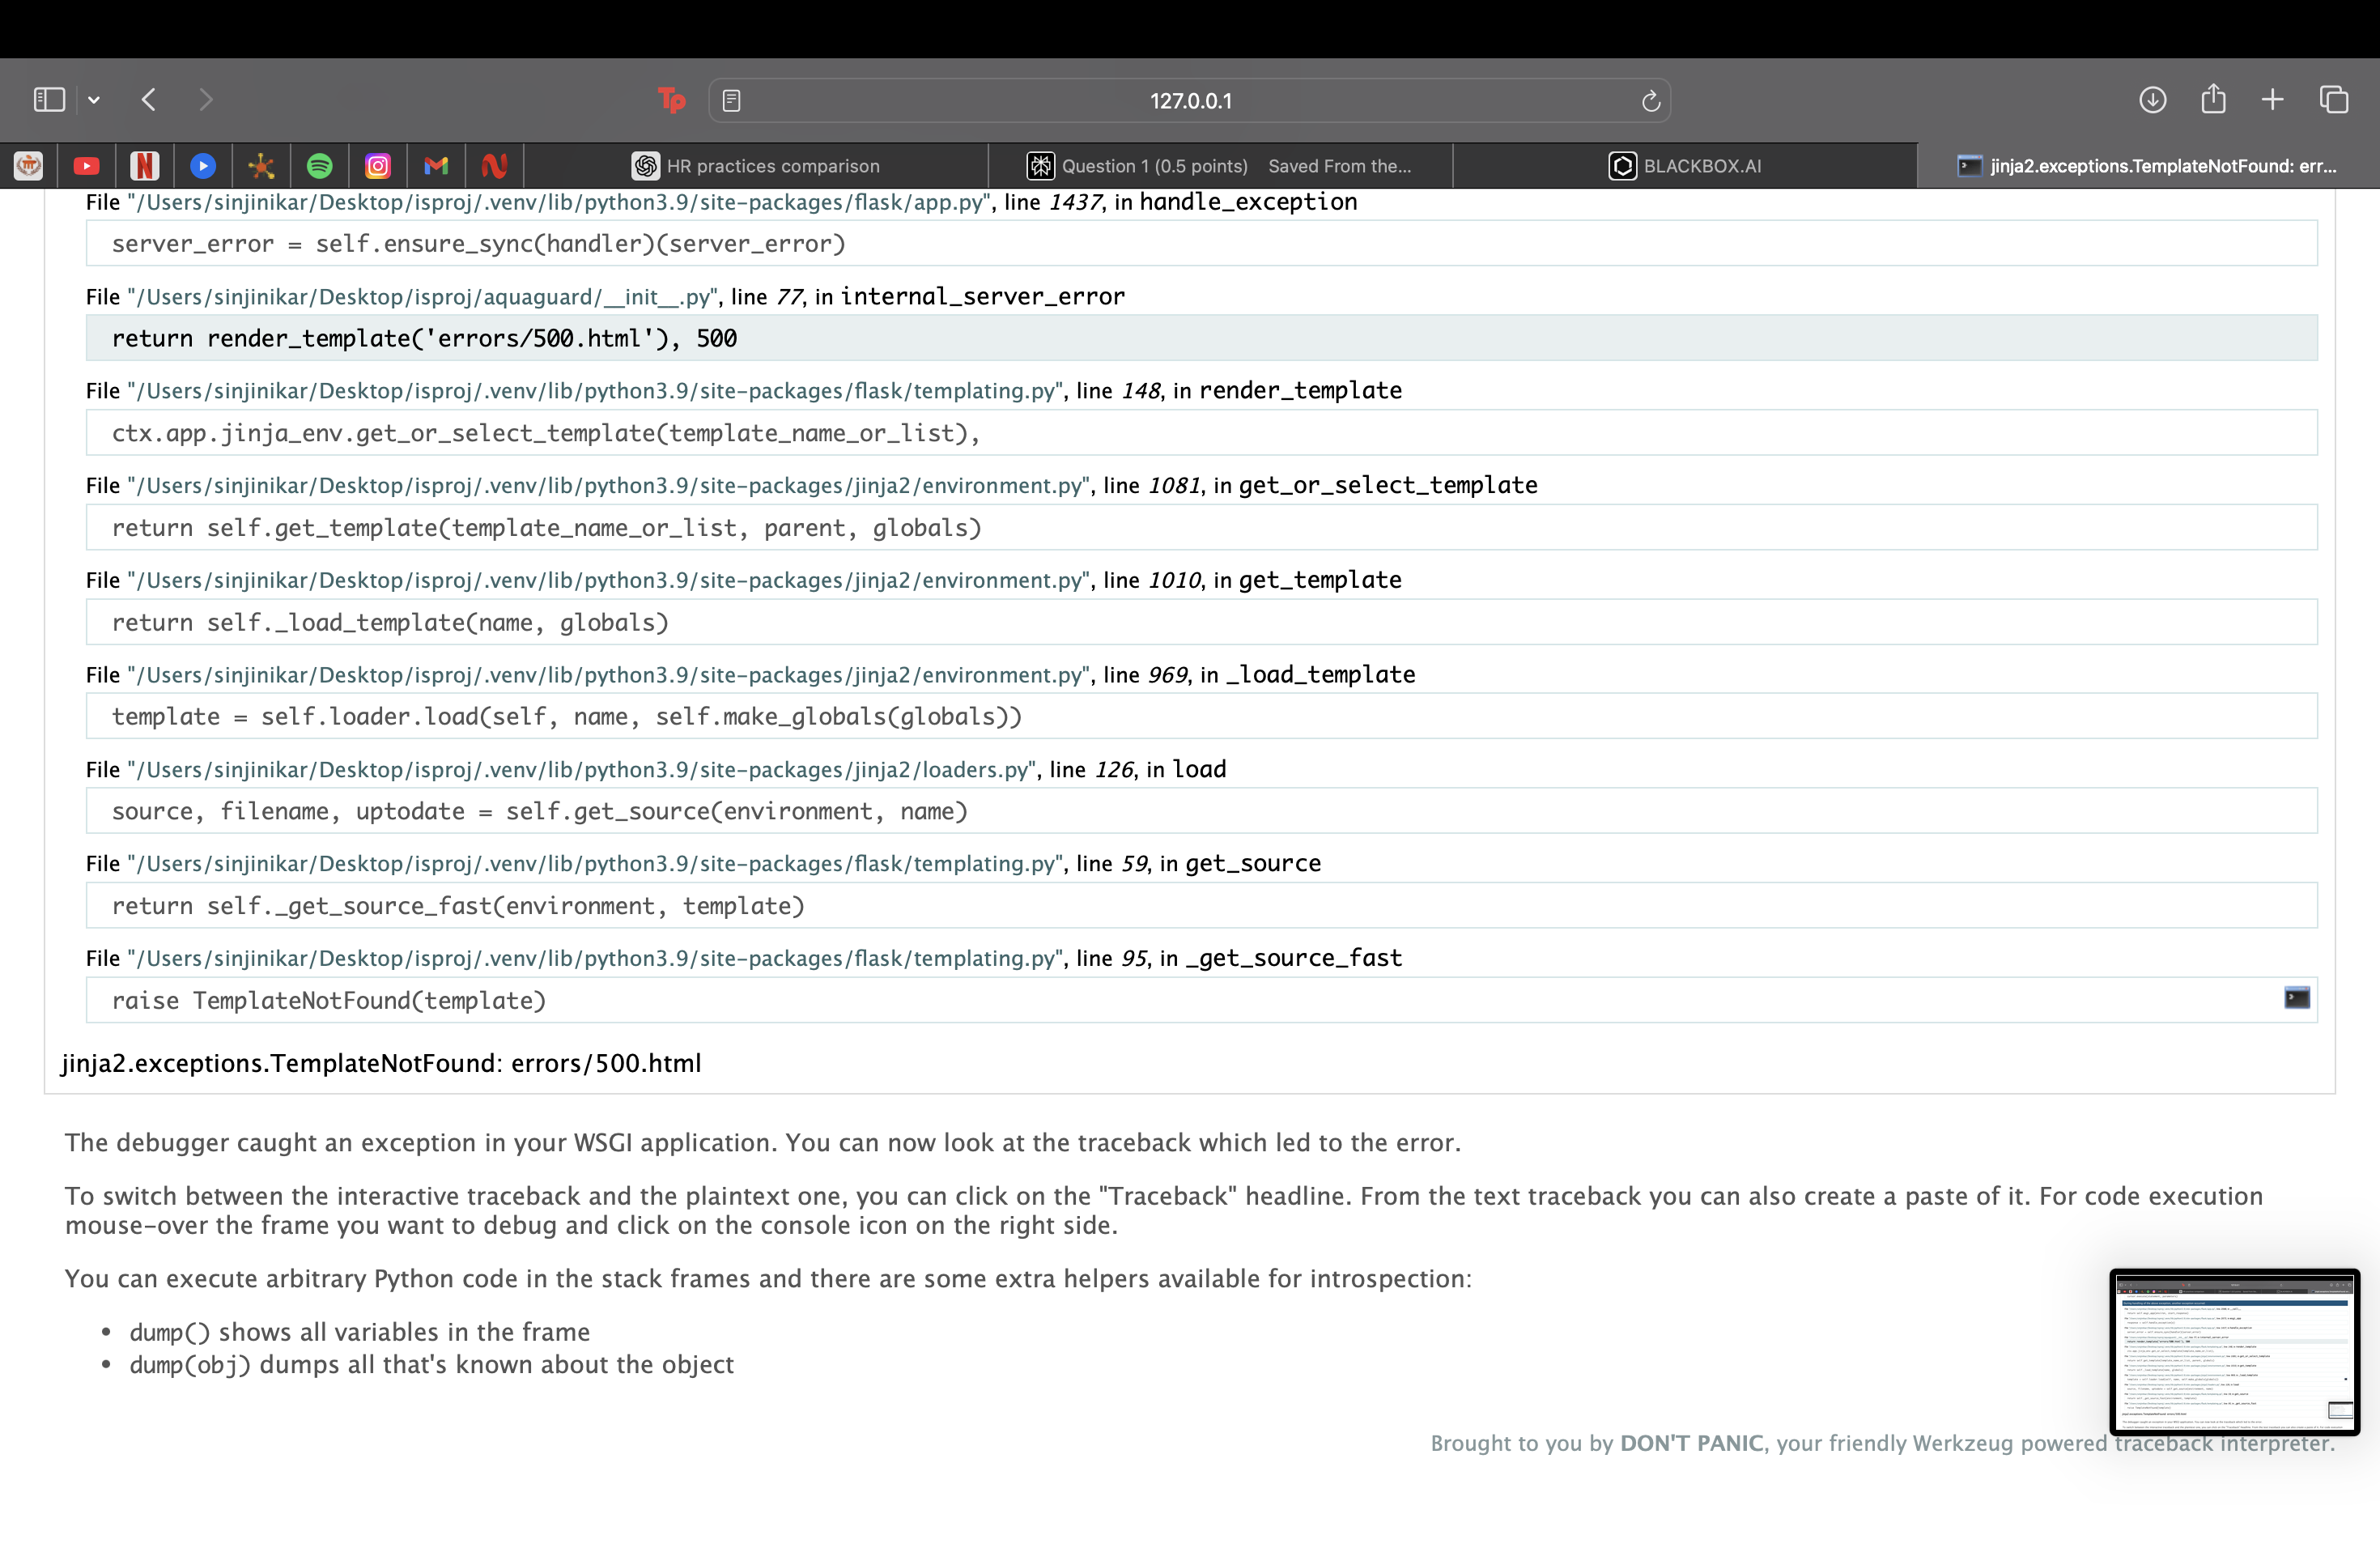 Tp
127.0.0.1
HR practices comparison
Question 1 (0.5 points) Saved From the...
BLACKBOX.AI
jinja2.exceptions.TemplateNotFound: err...
File "/Users/sinjinikar/Desktop/isproj/.venv/lib/python3.9/site-packages/flask/app.py", line 1437, in handle_exception
server_error = self.ensure_sync(handler)(server_error)
File "/Users/sinjinikar/Desktop/isproj/aquaguard/__init__.py", line 77, in internal_server_error
return render_template('errors/500.html'), 500
File "/Users/sinjinikar/Desktop/isproj/.venv/lib/python3.9/site-packages/flask/templating.py", line 148, in render_template
ctx.app.jinja_env.get_or_select_template(template_name_or_list),
File "/Users/sinjinikar/Desktop/isproj/.venv/lib/python3.9/site-packages/jinja2/environment.py", line 1081, in get_or_select_template
return self.get_template(template_name_or_list, parent, globals)
File "/Users/sinjinikar/Desktop/isproj/.venv/lib/python3.9/site-packages/jinja2/environment.py", line 1010, in get_template
return self._load_template(name, globals)
File "/Users/sinjinikar/Desktop/isproj/.venv/lib/python3.9/site-packages/jinja2/environment.py", line 969, in _load_template
template = self.loader.load(self, name, self.make_globals(globals))
File "/Users/sinjinikar/Desktop/isproj/.venv/lib/python3.9/site-packages/jinja2/loaders.py", line 126, in load
source, filename, uptodate = self.get_source(environment, name)
File "/Users/sinjinikar/Desktop/isproj/.venv/lib/python3.9/site-packages/flask/templating.py", line 59, in get_source
return self._get_source_fast(environment, template)
File "/Users/sinjinikar/Desktop/isproj/.venv/lib/python3.9/site-packages/flask/templating.py", line 95, in _get_source_fast
raise TemplateNotFound(template)
jinja2.exceptions.TemplateNotFound: errors/500.html
The debugger caught an exception in your WSGI application. You can now look at the traceback which led to the error.
To switch between the interactive traceback and the plaintext one, you can click on the "Traceback" headline. From the text traceback you can also create a paste of it. For code execution
mouse-over the frame you want to debug and click on the console icon on the right side.
You can execute arbitrary Python code in the stack frames and there are some extra helpers available for introspection:
• dump() shows all variables in the frame
• dump(obj) dumps all that's known about the object
Brought to you by DON'T PANIC, your friendly Werkzeug powered traceback interpreter.